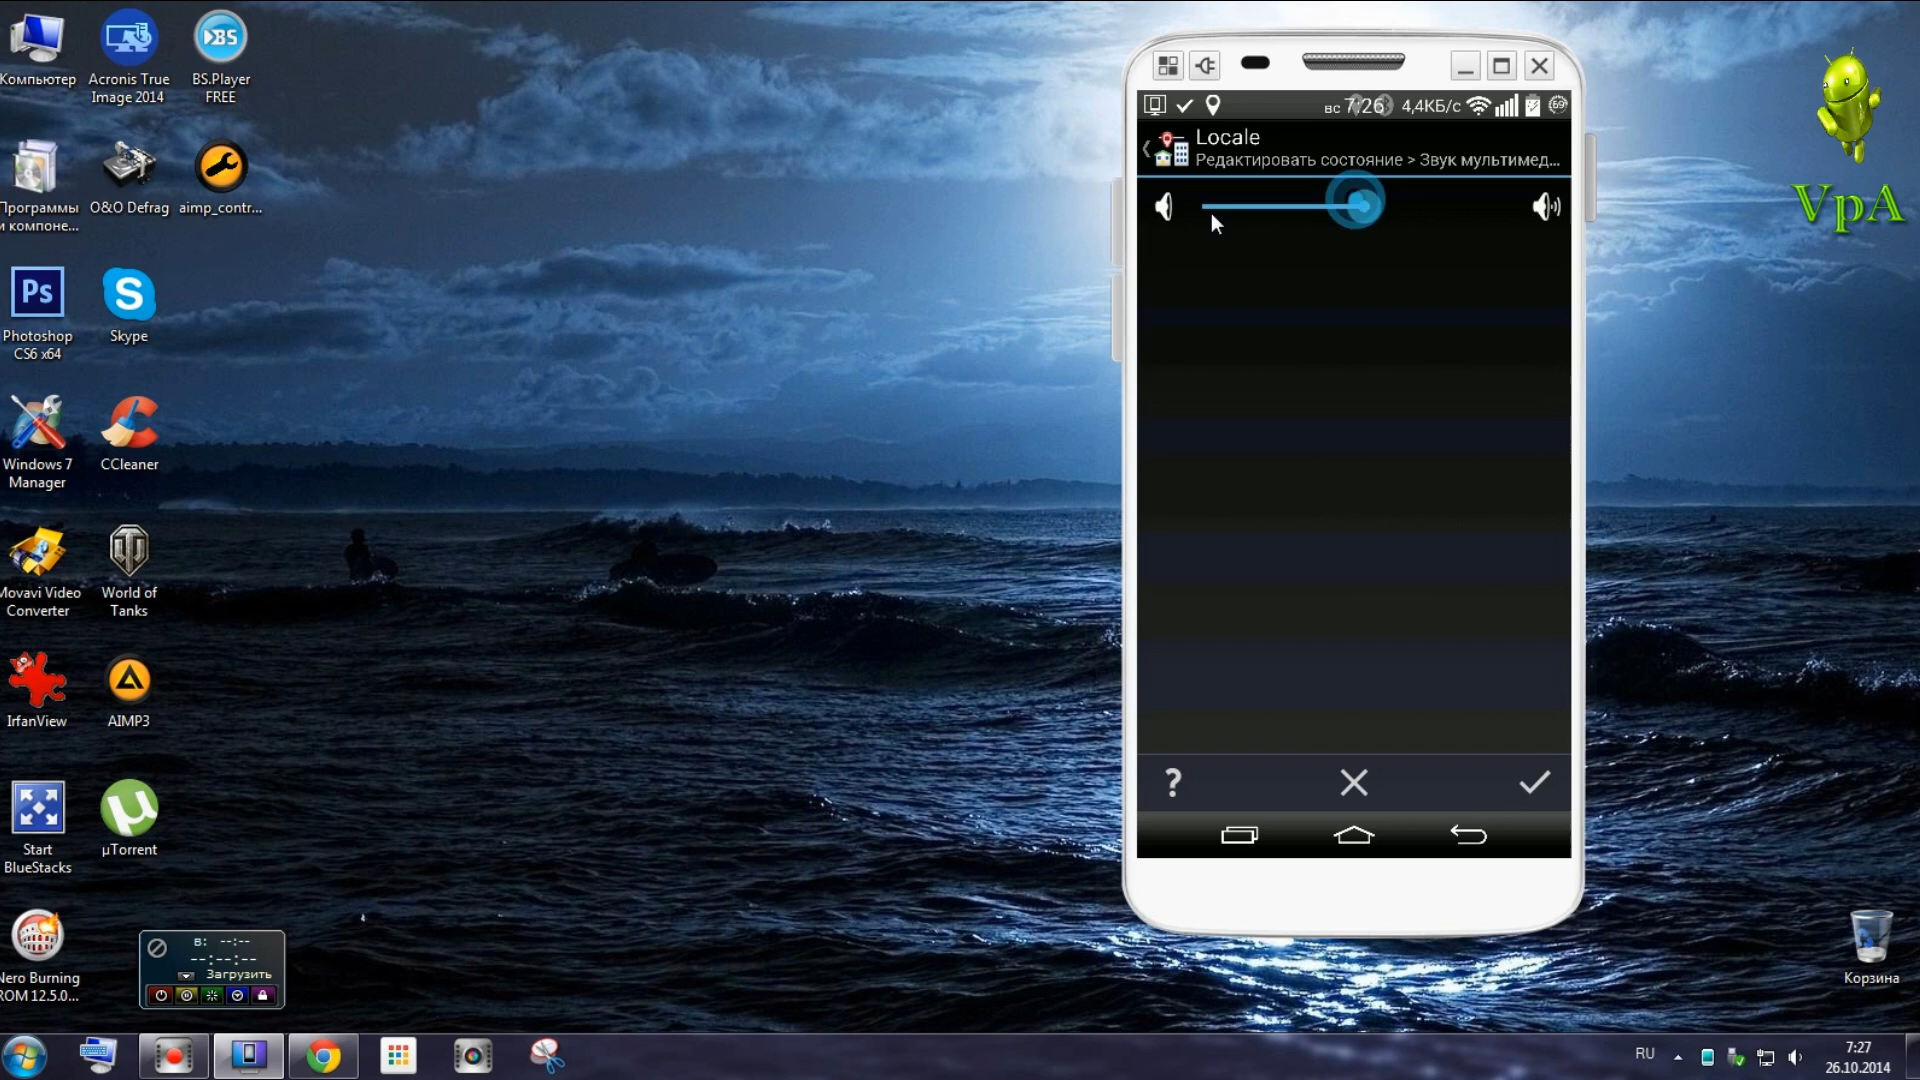 Компьютер
Acronis True
Image 2014
BS.Player
FREE
Программы
и компоне...
O&O Defrag
aimp_contr...
Ps
Photoshop
CS6 x64
Skype
Windows 7
Manager
CCleaner
Movavi Video
Converter
World of
Tanks
IrfanView
AIMP3
Start
BlueStacks
µTorrent
Nero Burning
ROM 12.5.0...
в: --:--
--:--:--
Загрузить
вс 7:26
4,4КБ/с
69
Locale
Редактировать состояние > Звук мультимед...
?
VpA
Корзина
RU
7:27
26.10.2014